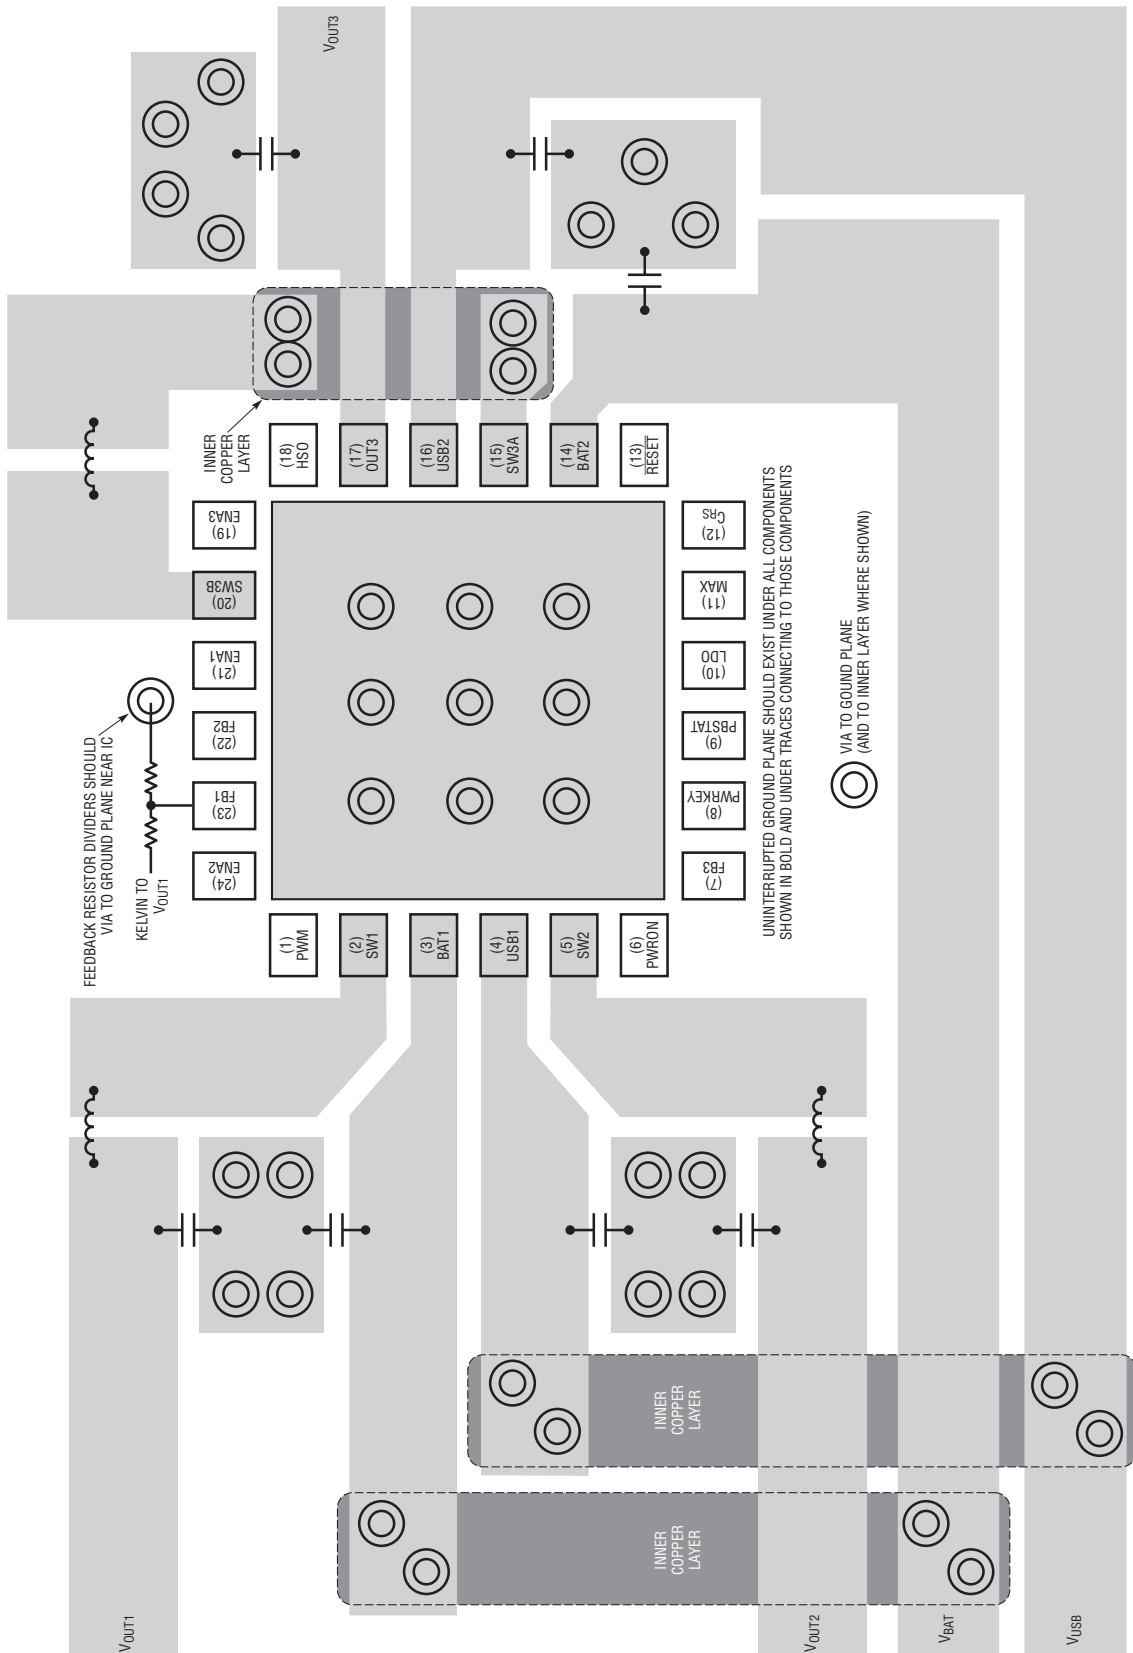 VOUT3
INNER
COPPER
LAYER
(18)
HSO
(17)
OUT3
(16)
USB2
(15)
SW3A
(14)
BAT2
(13)
RESET
(19)
ENA3
(20)
SW3B
(21)
ENA1
(22)
FB2
(23)
FB1
(24)
ENA2
(12)
CRS
(11)
MAX
(10)
LDO
(9)
PBSTAT
(8)
PWRKEY
(7)
FB3
FEEDBACK RESISTOR DIVIDERS SHOULD
VIA TO GROUND PLANE NEAR IC
KELVIN TO
VOUT1
(1)
PWM
(2)
SW1
(3)
BAT1
(4)
USB1
(5)
SW2
(6)
PWRON
UNINTERRUPTED GROUND PLANE SHOULD EXIST UNDER ALL COMPONENTS
SHOWN IN BOLD AND UNDER TRACES CONNECTING TO THOSE COMPONENTS
VIA TO GOUND PLANE
(AND TO INNER LAYER WHERE SHOWN)
INNER
COPPER
LAYER
INNER
COPPER
LAYER
VOUT1
VOUT2
VBAT
VUSB